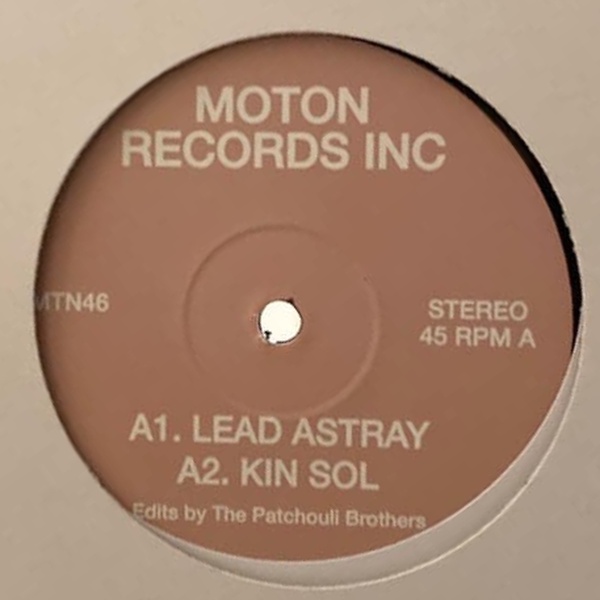 MOTON
RECORDS INC
MTN46
STEREO
45 RPM A
A1. LEAD ASTRAY
A2. KIN SOL
Edits by The Patchouli Brothers